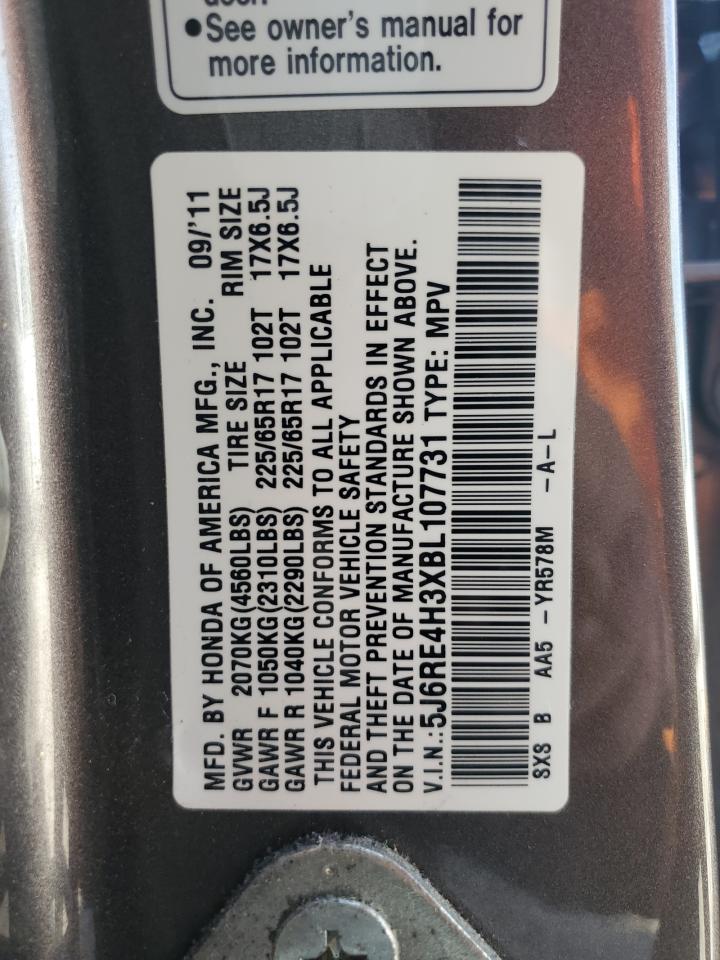 door.
●See owner's manual for
more information.
MFD. BY HONDA OF AMERICA MFG., INC. 09/'11
GVWR 2070KG(4560LBS) TIRE SIZE RIM SIZE
GAWR F 1050KG(2310LBS) 225/65R17 102T 17X6.5J
GAWR R 1040KG(2290LBS) 225/65R17 102T 17X6.5J
THIS VEHICLE CONFORMS TO ALL APPLICABLE
FEDERAL MOTOR VEHICLE SAFETY
AND THEFT PREVENTION STANDARDS IN EFFECT
ON THE DATE OF MANUFACTURE SHOWN ABOVE.
V.I.N.:5J6RE4H3XBL107731 TYPE: MPV
SXS B AA5 -YR578M -A-L